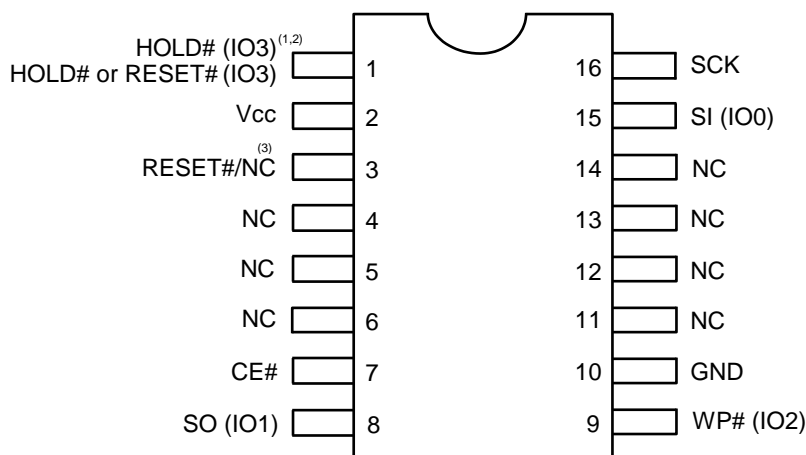 HOLD# (IO3) (1,2)
HOLD# or RESET# (IO3) 1 16 SCK
Vcc 2 15 SI (IO0)
RESET#/NC (3) 3 14 NC
NC 4 13 NC
NC 5 12 NC
NC 6 11 NC
CE# 7 10 GND
SO (IO1) 8 9 WP# (IO2)